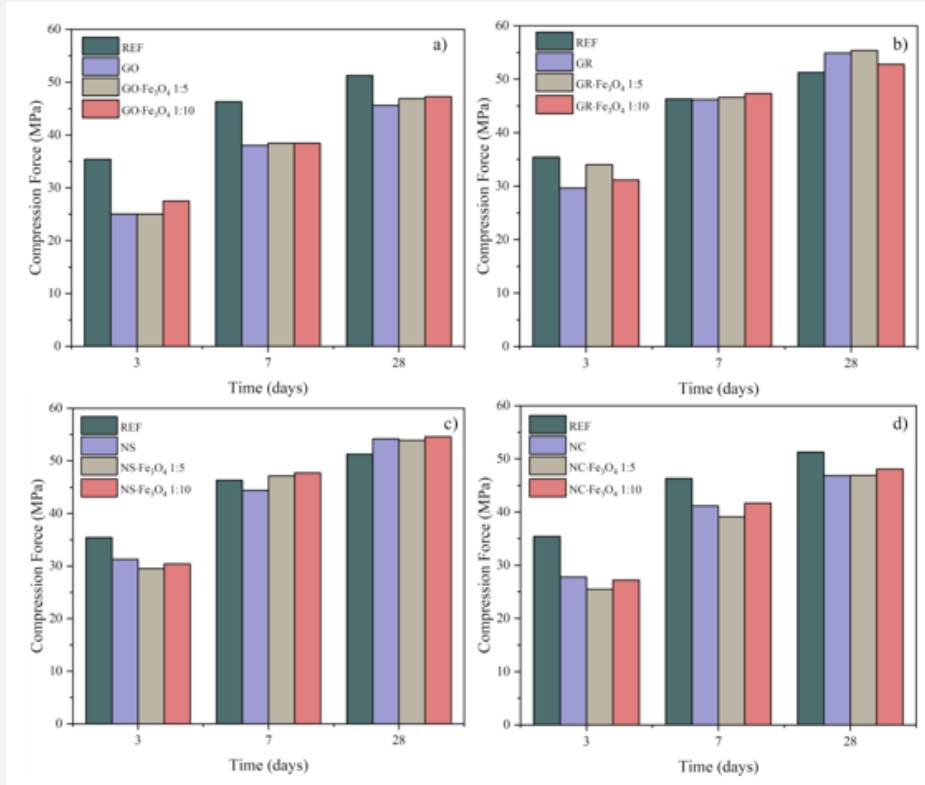 a)
REF
GO
GO-Fe₃O₄ 1:5
GO-Fe₃O₄ 1:10
60
50
40
30
20
10
0
3 7 28
Compression Force (MPa)
Time (days)
b)
REF
GR
GR-Fe₃O₄ 1:5
GR-Fe₃O₄ 1:10
60
50
40
30
20
10
0
3 7 28
Compression Force (MPa)
Time (days)
c)
REF
NS
NS-Fe₃O₄ 1:5
NS-Fe₃O₄ 1:10
60
50
40
30
20
10
0
3 7 28
Compression Force (MPa)
Time (days)
d)
REF
NC
NC-Fe₃O₄ 1:5
NC-Fe₃O₄ 1:10
60
50
40
30
20
10
0
3 7 28
Compression Force (MPa)
Time (days)